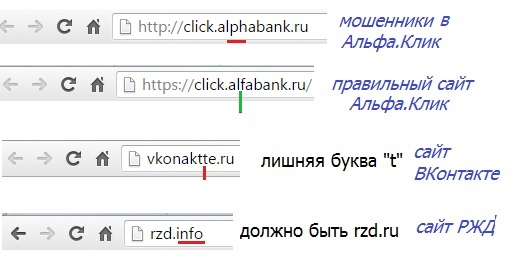 http://click.alphabank.ru
мошенники в
Альфа.Клик
https://click.alfabank.ru/
правильный сайт
Альфа.Клик
vkonaktte.ru
лишняя буква "t"
сайт
ВКонтакте
rzd.info
должно быть rzd.ru
сайт РЖД